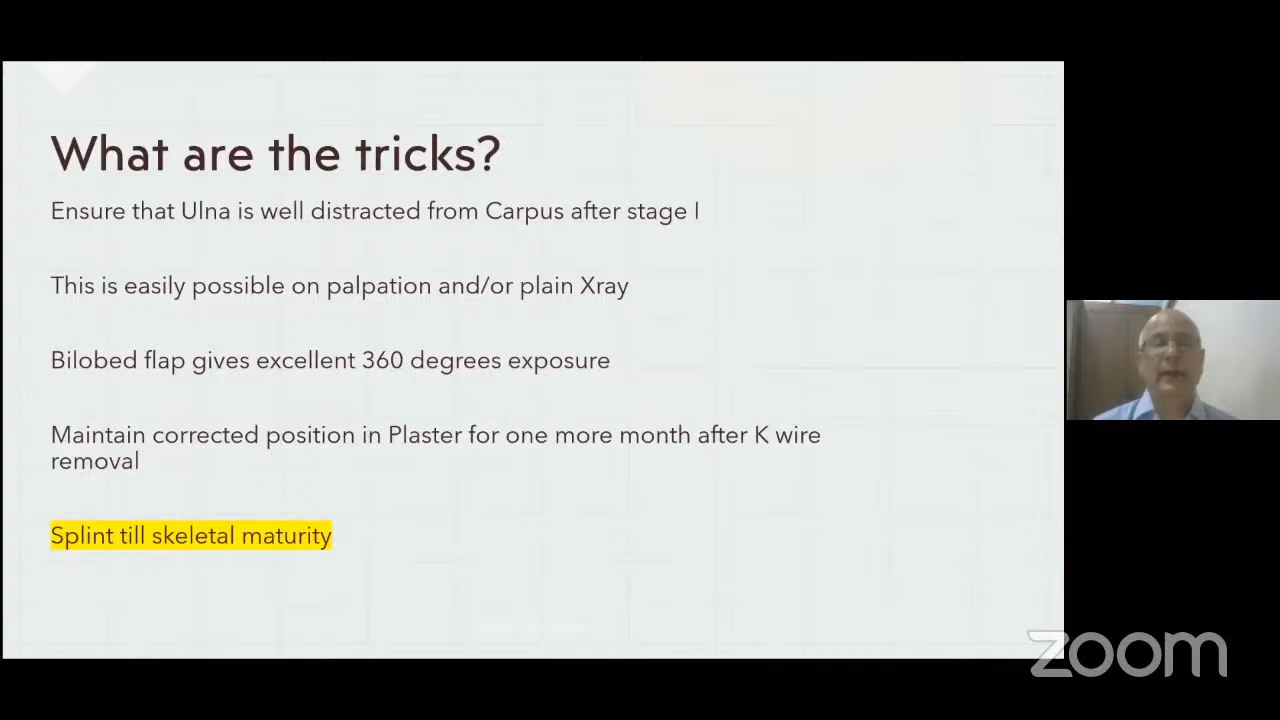 What are the tricks?
Ensure that Ulna is well distracted from Carpus after stage I
This is easily possible on palpation and/or plain Xray
Bilobed flap gives excellent 360 degrees exposure
Maintain corrected position in Plaster for one more month after K wire
removal
Splint till skeletal maturity
zoom